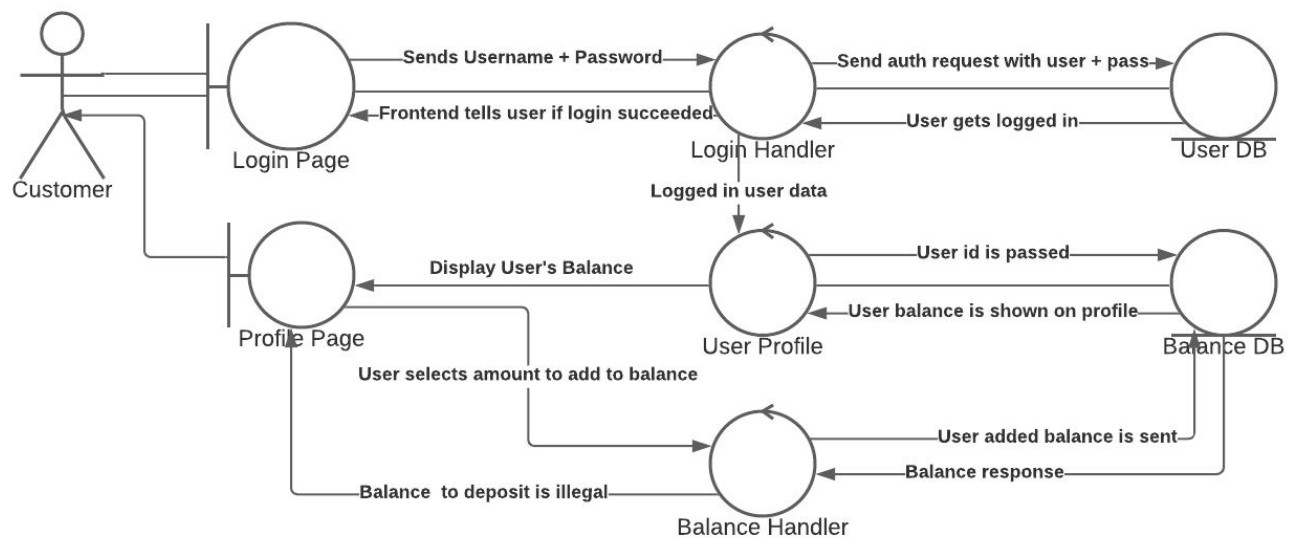 Sends Username + Password
Send auth request with user + pass
Frontend tells user if login succeeded
User gets logged in
Login Page
Login Handler
User DB
Customer
Logged in user data
User id is passed
Display User's Balance
User balance is shown on profile
Profile Page
User Profile
Balance DB
User selects amount to add to balance
User added balance is sent
Balance response
Balance to deposit is illegal
Balance Handler